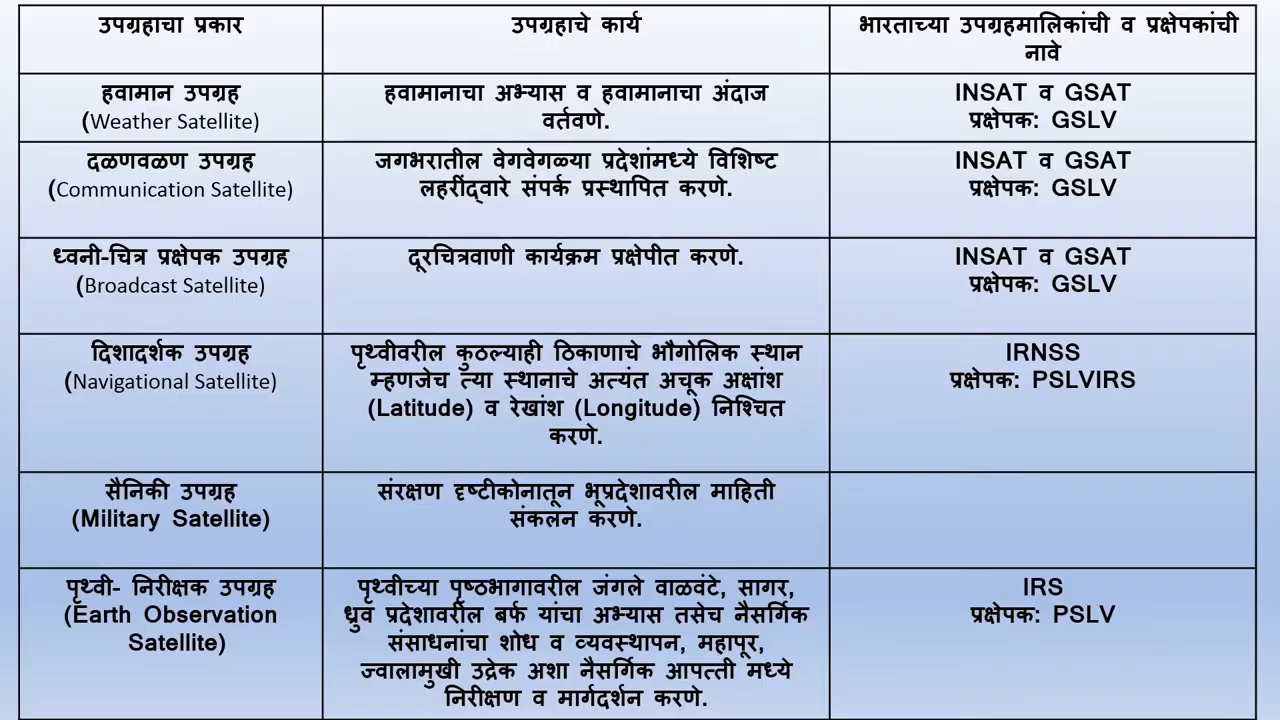 उपग्रहाचा प्रकार
उपग्रहाचे कार्य
भारताच्या उपग्रहमालिकांची व प्रक्षेपकांची
नावे
हवामान उपग्रह
(Weather Satellite)
हवामानाचा अभ्यास व हवामानाचा अंदाज
वर्तवणे.
INSAT व GSAT
प्रक्षेपक: GSLV
दळणवळण उपग्रह
(Communication Satellite)
जगभरातील वेगवेगळ्या प्रदेशांमध्ये विशिष्ट
लहरींद्वारे संपर्क प्रस्थापित करणे.
INSAT व GSAT
प्रक्षेपक: GSLV
ध्वनी-चित्र प्रक्षेपक उपग्रह
(Broadcast Satellite)
दूरचित्रवाणी कार्यक्रम प्रक्षेपीत करणे.
INSAT व GSAT
प्रक्षेपक: GSLV
दिशादर्शक उपग्रह
(Navigational Satellite)
पृथ्वीवरील कुठल्याही ठिकाणाचे भौगोलिक स्थान
म्हणजेच त्या स्थानाचे अत्यंत अचूक अक्षांश
(Latitude) व रेखांश (Longitude) निश्चित
करणे.
IRNSS
प्रक्षेपक: PSLVIRS
सैनिकी उपग्रह
(Military Satellite)
संरक्षण दृष्टीकोनातून भूप्रदेशावरील माहिती
संकलन करणे.
पृथ्वी- निरीक्षक उपग्रह
(Earth Observation
Satellite)
पृथ्वीच्या पृष्ठभागावरील जंगले वाळवंटे, सागर,
ध्रुव प्रदेशावरील बर्फ यांचा अभ्यास तसेच नैसर्गिक
संसाधनांचा शोध व व्यवस्थापन, महापूर,
ज्वालामुखी उद्रेक अशा नैसर्गिक आपत्ती मध्ये
निरीक्षण व मार्गदर्शन करणे.
IRS
प्रक्षेपक: PSLV